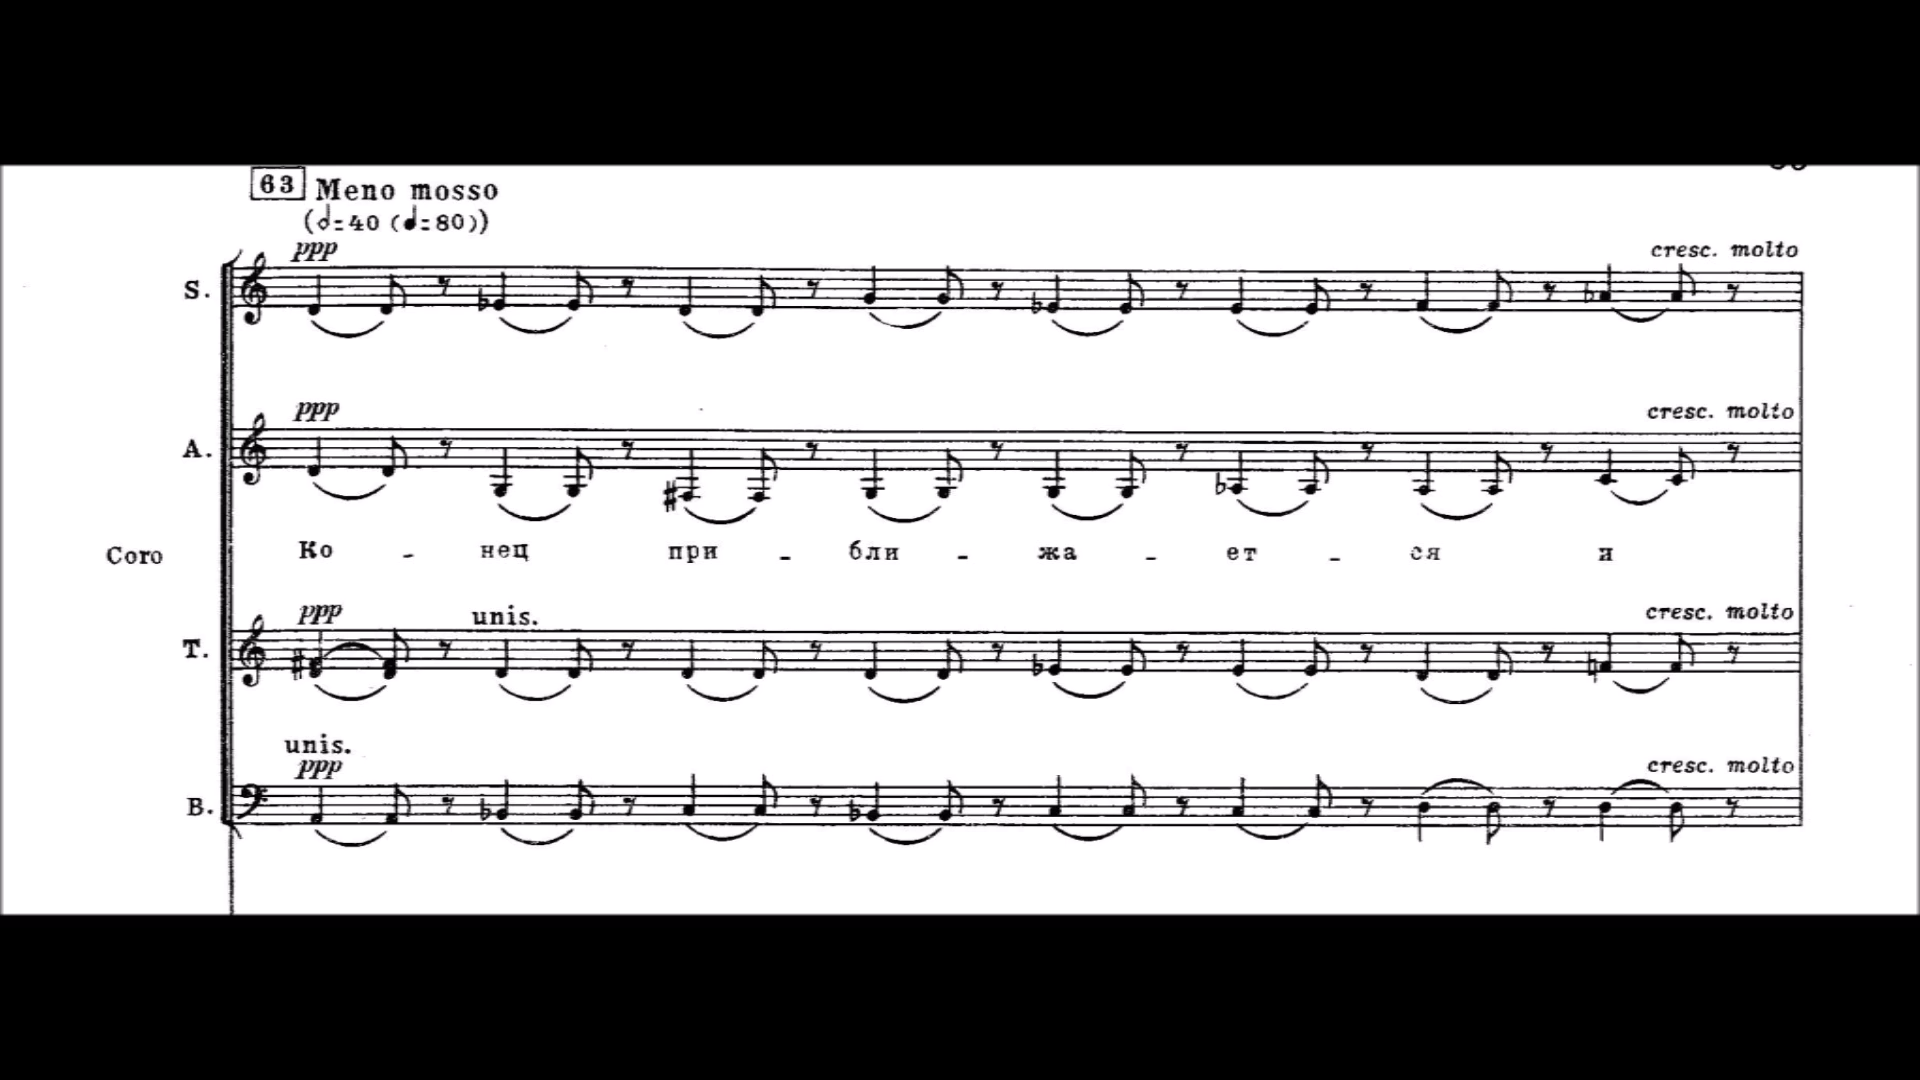 63 Meno mosso
(𝅗𝅥=40 (♩=80))
ppp cresc. molto
S.
ppp cresc. molto
A.
Coro Ко - нец при - бли - жа - ет - ся и
ppp unis. cresc. molto
T.
unis.
ppp cresc. molto
B.